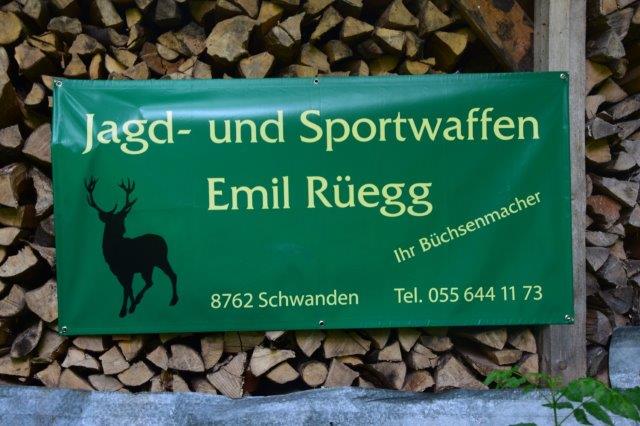 Jagd- und Sportwaffen
Emil Rüegg
Ihr Büchsenmacher
8762 Schwanden Tel. 055 644 11 73